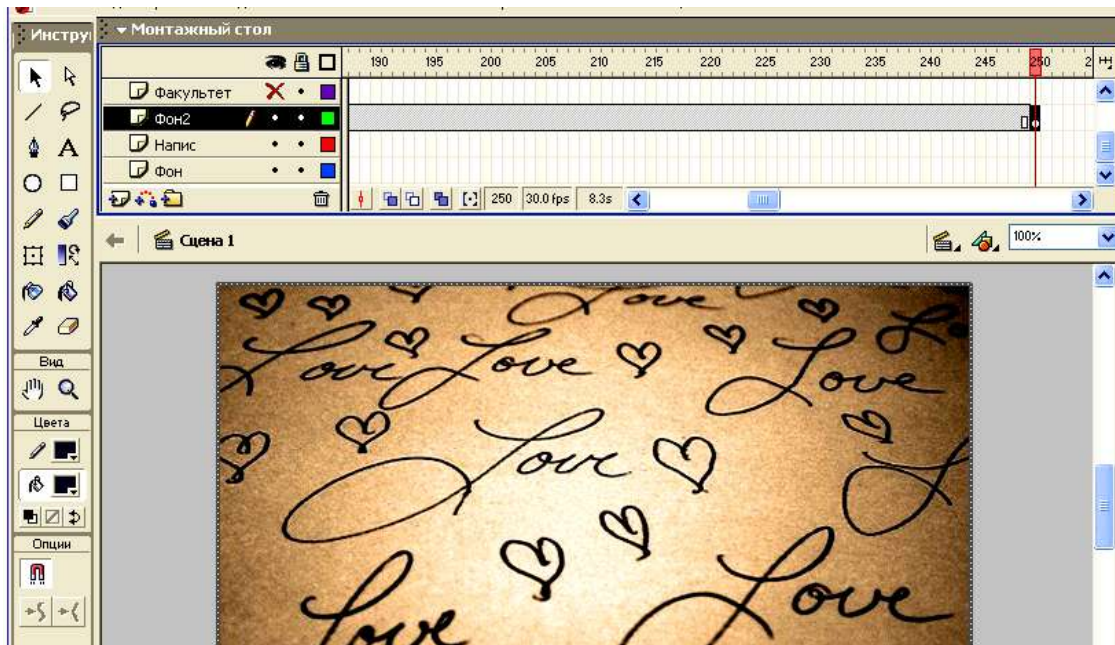 Инстру
Монтажный стол
190 195 200 205 210 215 220 225 230 235 240 245 250 2
Факультет
Фон2
Напис
Фон
250 30.0 fps 8.3s
Сцена 1
100%
Вид
Цвета
Опции
Love
Love Love Love
Love
Love Love